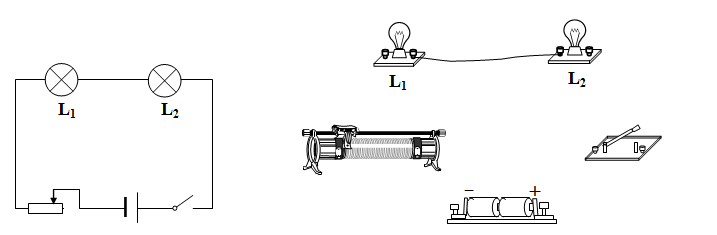 L₁ L₂
L₁ L₂
− +